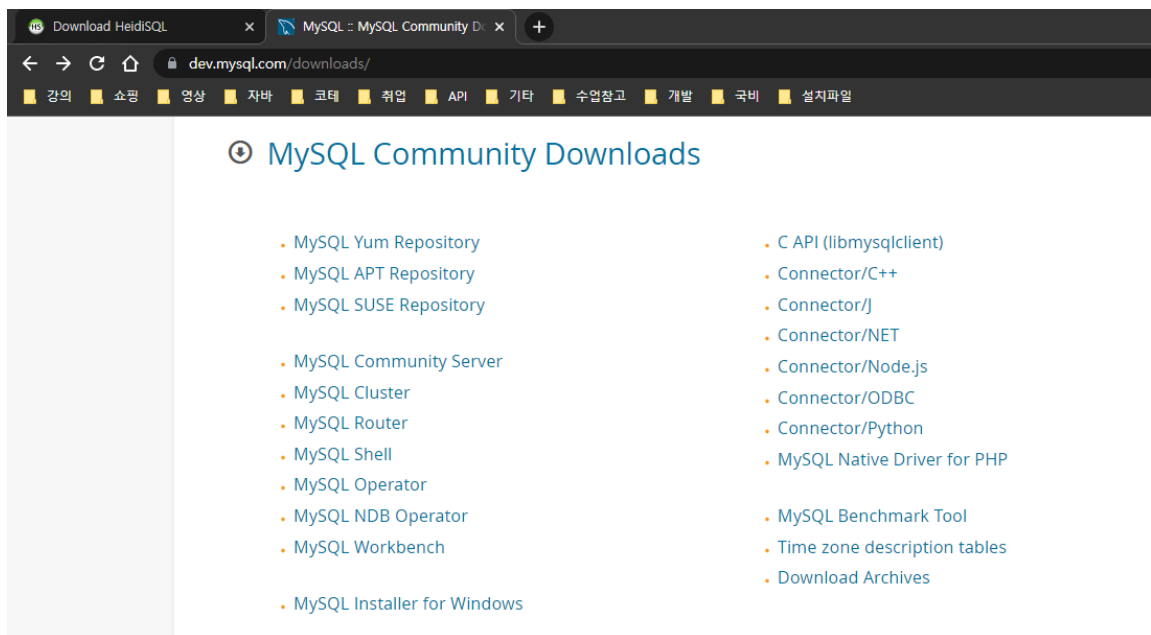 Download HeidiSQL
MySQL :: MySQL Community Dc
dev.mysql.com/downloads/
강의 쇼핑 영상 자바 코테 취업 API 기타 수업참고 개발 국비 설치파일
MySQL Community Downloads
MySQL Yum Repository
MySQL APT Repository
MySQL SUSE Repository
MySQL Community Server
MySQL Cluster
MySQL Router
MySQL Shell
MySQL Operator
MySQL NDB Operator
MySQL Workbench
MySQL Installer for Windows
C API (libmysqlclient)
Connector/C++
Connector/J
Connector/NET
Connector/Node.js
Connector/ODBC
Connector/Python
MySQL Native Driver for PHP
MySQL Benchmark Tool
Time zone description tables
Download Archives